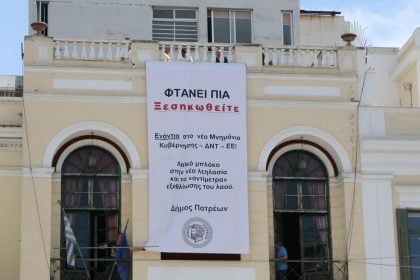 ΦΤΑΝΕΙ ΠΙΑ
Ξεσηκωθείτε
Ενάντια στο νέο Μνημόνιο
Κυβέρνησης – ΔΝΤ – ΕΕ!
Λαϊκό μπλόκο
στην νέα λεηλασία
και τα «αντίμετρα»
εξαθλίωσης του λαού.
Δήμος Πατρέων